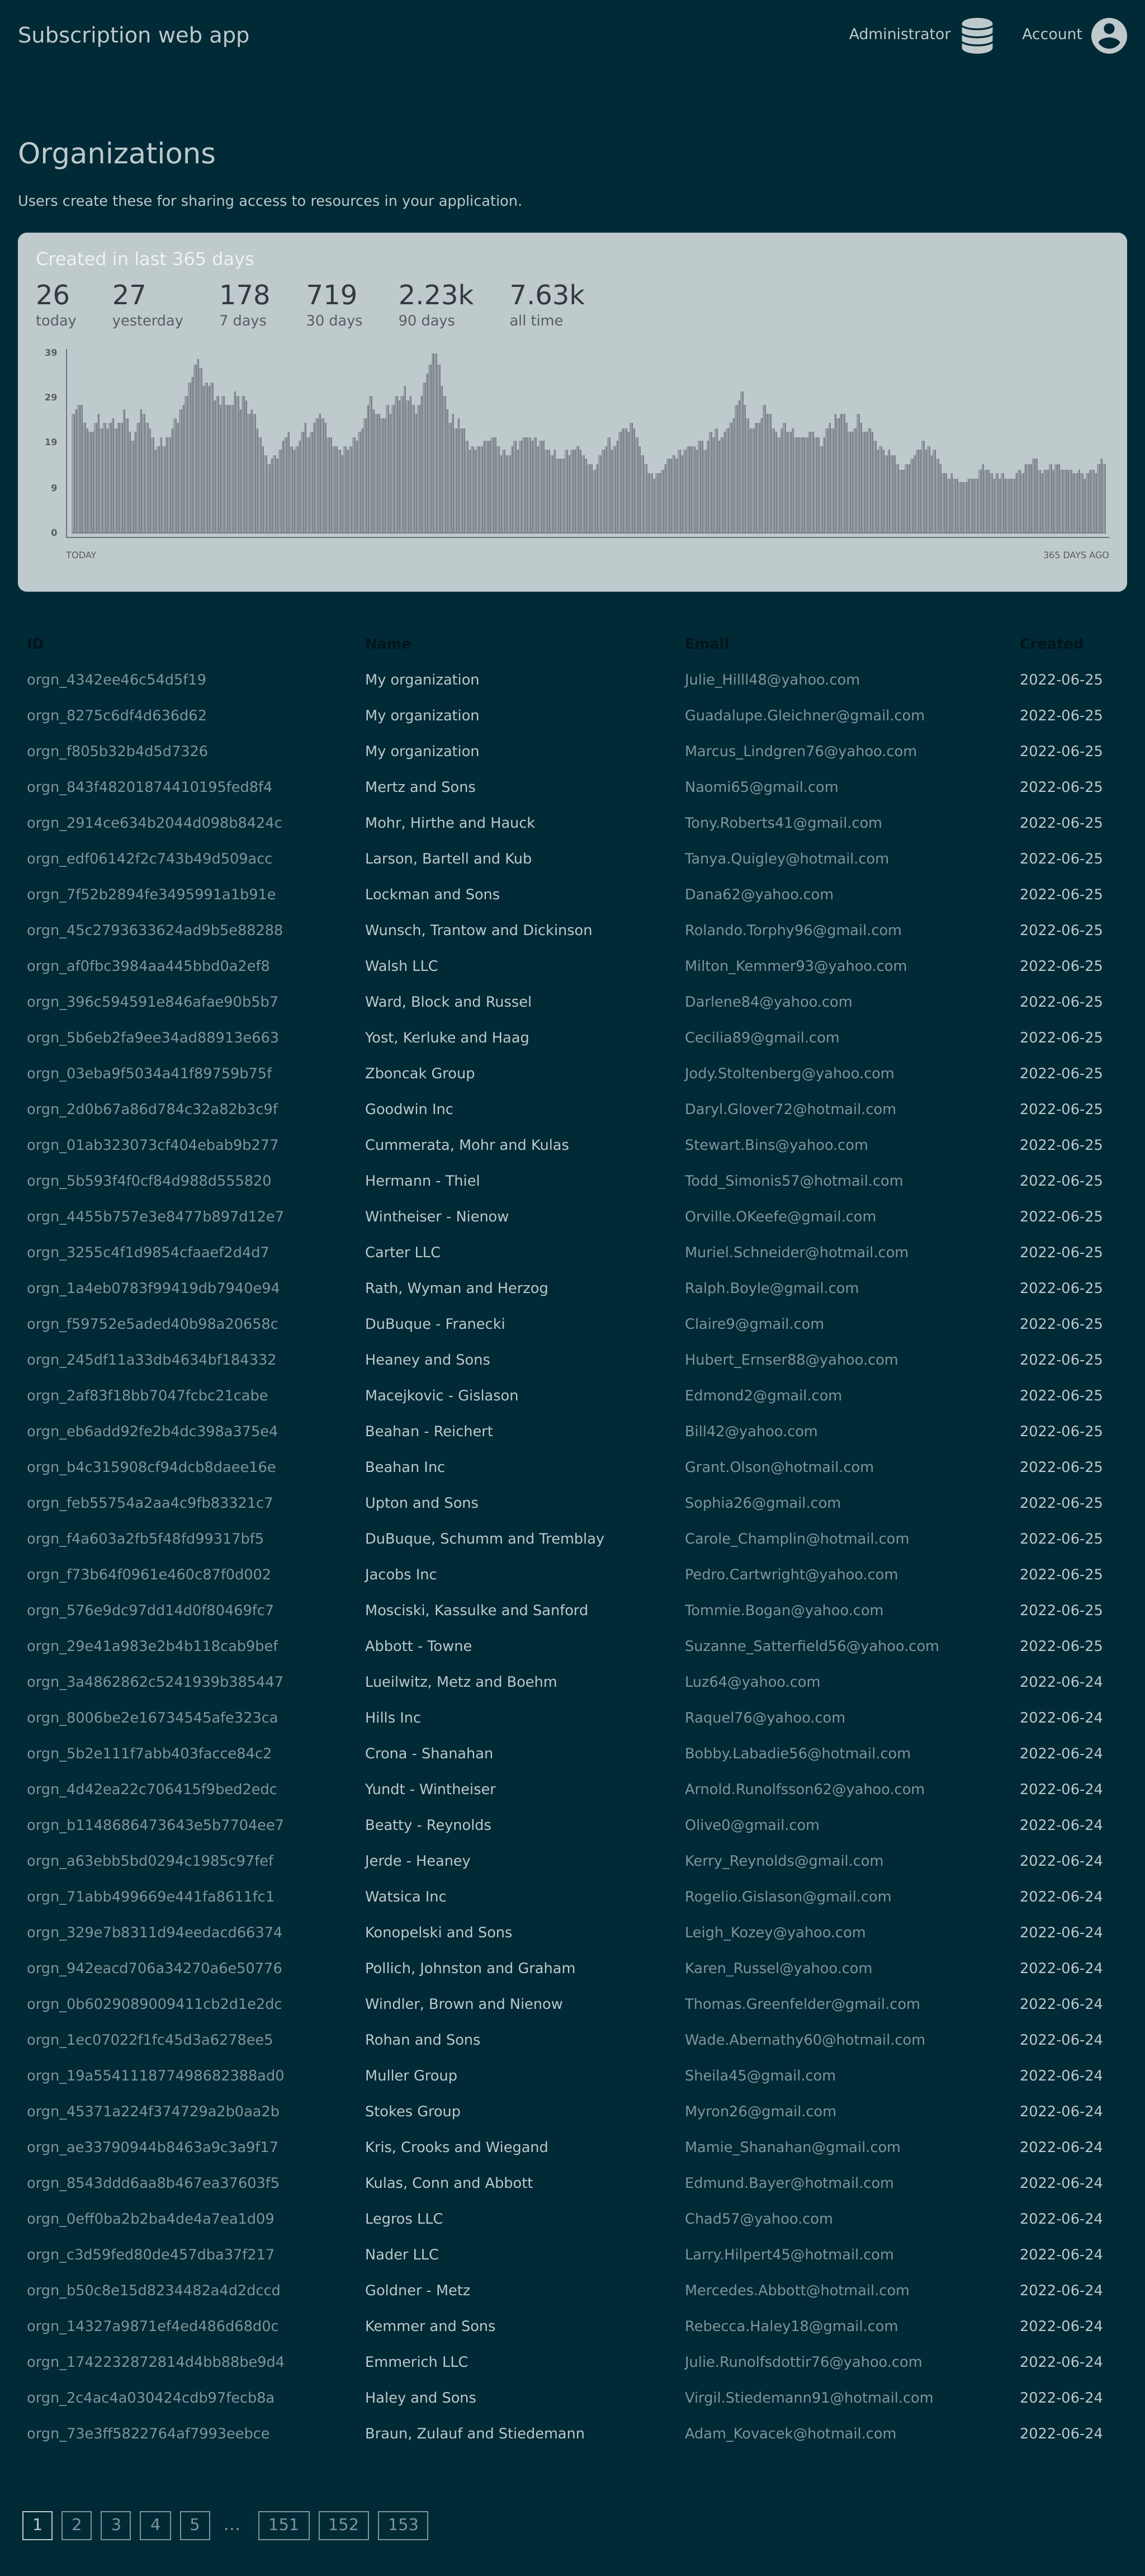 Subscription web app Administrator Account
Organizations
Users create these for sharing access to resources in your application.
Created in last 365 days
26 27 178 719 2.23k 7.63k
today yesterday 7 days 30 days 90 days all time
39
29
19
9
0
TODAY 365 DAYS AGO
ID Name Email Created
orgn_4342ee46c54d5f19 My organization Julie_Hilll48@yahoo.com 2022-06-25
orgn_8275c6df4d636d62 My organization Guadalupe.Gleichner@gmail.com 2022-06-25
orgn_f805b32b4d5d7326 My organization Marcus_Lindgren76@yahoo.com 2022-06-25
orgn_843f48201874410195fed8f4 Mertz and Sons Naomi65@gmail.com 2022-06-25
orgn_2914ce634b2044d098b8424c Mohr, Hirthe and Hauck Tony.Roberts41@gmail.com 2022-06-25
orgn_edf06142f2c743b49d509acc Larson, Bartell and Kub Tanya.Quigley@hotmail.com 2022-06-25
orgn_7f52b2894fe3495991a1b91e Lockman and Sons Dana62@yahoo.com 2022-06-25
orgn_45c2793633624ad9b5e88288 Wunsch, Trantow and Dickinson Rolando.Torphy96@gmail.com 2022-06-25
orgn_af0fbc3984aa445bbd0a2ef8 Walsh LLC Milton_Kemmer93@yahoo.com 2022-06-25
orgn_396c594591e846afae90b5b7 Ward, Block and Russel Darlene84@yahoo.com 2022-06-25
orgn_5b6eb2fa9ee34ad88913e663 Yost, Kerluke and Haag Cecilia89@gmail.com 2022-06-25
orgn_03eba9f5034a41f89759b75f Zboncak Group Jody.Stoltenberg@yahoo.com 2022-06-25
orgn_2d0b67a86d784c32a82b3c9f Goodwin Inc Daryl.Glover72@hotmail.com 2022-06-25
orgn_01ab323073cf404ebab9b277 Cummerata, Mohr and Kulas Stewart.Bins@yahoo.com 2022-06-25
orgn_5b593f4f0cf84d988d555820 Hermann - Thiel Todd_Simonis57@hotmail.com 2022-06-25
orgn_4455b757e3e8477b897d12e7 Wintheiser - Nienow Orville.OKeefe@gmail.com 2022-06-25
orgn_3255c4f1d9854cfaaef2d4d7 Carter LLC Muriel.Schneider@hotmail.com 2022-06-25
orgn_1a4eb0783f99419db7940e94 Rath, Wyman and Herzog Ralph.Boyle@gmail.com 2022-06-25
orgn_f59752e5aded40b98a20658c DuBuque - Franecki Claire9@gmail.com 2022-06-25
orgn_245df11a33db4634bf184332 Heaney and Sons Hubert_Ernser88@yahoo.com 2022-06-25
orgn_2af83f18bb7047fcbc21cabe Macejkovic - Gislason Edmond2@gmail.com 2022-06-25
orgn_eb6add92fe2b4dc398a375e4 Beahan - Reichert Bill42@yahoo.com 2022-06-25
orgn_b4c315908cf94dcb8daee16e Beahan Inc Grant.Olson@hotmail.com 2022-06-25
orgn_feb55754a2aa4c9fb83321c7 Upton and Sons Sophia26@gmail.com 2022-06-25
orgn_f4a603a2fb5f48fd99317bf5 DuBuque, Schumm and Tremblay Carole_Champlin@hotmail.com 2022-06-25
orgn_f73b64f0961e460c87f0d002 Jacobs Inc Pedro.Cartwright@yahoo.com 2022-06-25
orgn_576e9dc97dd14d0f80469fc7 Mosciski, Kassulke and Sanford Tommie.Bogan@yahoo.com 2022-06-25
orgn_29e41a983e2b4b118cab9bef Abbott - Towne Suzanne_Satterfield56@yahoo.com 2022-06-25
orgn_3a4862862c5241939b385447 Lueilwitz, Metz and Boehm Luz64@yahoo.com 2022-06-24
orgn_8006be2e16734545afe323ca Hills Inc Raquel76@yahoo.com 2022-06-24
orgn_5b2e111f7abb403facce84c2 Crona - Shanahan Bobby.Labadie56@hotmail.com 2022-06-24
orgn_4d42ea22c706415f9bed2edc Yundt - Wintheiser Arnold.Runolfsson62@yahoo.com 2022-06-24
orgn_b1148686473643e5b7704ee7 Beatty - Reynolds Olive0@gmail.com 2022-06-24
orgn_a63ebb5bd0294c1985c97fef Jerde - Heaney Kerry_Reynolds@gmail.com 2022-06-24
orgn_71abb499669e441fa8611fc1 Watsica Inc Rogelio.Gislason@gmail.com 2022-06-24
orgn_329e7b8311d94eedacd66374 Konopelski and Sons Leigh_Kozey@yahoo.com 2022-06-24
orgn_942eacd706a34270a6e50776 Pollich, Johnston and Graham Karen_Russel@yahoo.com 2022-06-24
orgn_0b6029089009411cb2d1e2dc Windler, Brown and Nienow Thomas.Greenfelder@gmail.com 2022-06-24
orgn_1ec07022f1fc45d3a6278ee5 Rohan and Sons Wade.Abernathy60@hotmail.com 2022-06-24
orgn_19a554111877498682388ad0 Muller Group Sheila45@gmail.com 2022-06-24
orgn_45371a224f374729a2b0aa2b Stokes Group Myron26@gmail.com 2022-06-24
orgn_ae33790944b8463a9c3a9f17 Kris, Crooks and Wiegand Mamie_Shanahan@gmail.com 2022-06-24
orgn_8543ddd6aa8b467ea37603f5 Kulas, Conn and Abbott Edmund.Bayer@hotmail.com 2022-06-24
orgn_0eff0ba2b2ba4de4a7ea1d09 Legros LLC Chad57@yahoo.com 2022-06-24
orgn_c3d59fed80de457dba37f217 Nader LLC Larry.Hilpert45@hotmail.com 2022-06-24
orgn_b50c8e15d8234482a4d2dccd Goldner - Metz Mercedes.Abbott@hotmail.com 2022-06-24
orgn_14327a9871ef4ed486d68d0c Kemmer and Sons Rebecca.Haley18@gmail.com 2022-06-24
orgn_1742232872814d4bb88be9d4 Emmerich LLC Julie.Runolfsdottir76@yahoo.com 2022-06-24
orgn_2c4ac4a030424cdb97fecb8a Haley and Sons Virgil.Stiedemann91@hotmail.com 2022-06-24
orgn_73e3ff5822764af7993eebce Braun, Zulauf and Stiedemann Adam_Kovacek@hotmail.com 2022-06-24
1 2 3 4 5 … 151 152 153